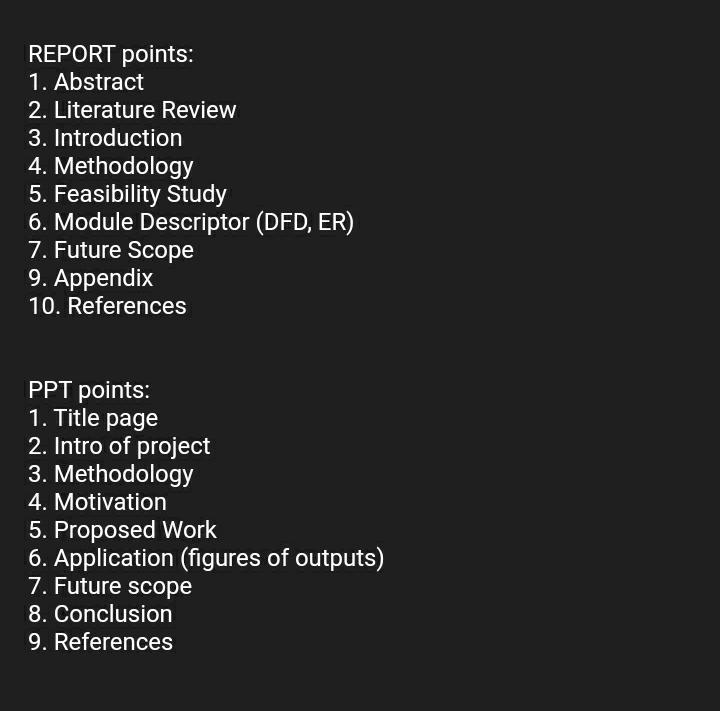 REPORT points:
1. Abstract
2. Literature Review
3. Introduction
4. Methodology
5. Feasibility Study
6. Module Descriptor (DFD, ER)
7. Future Scope
9. Appendix
10. References
PPT points:
1. Title page
2. Intro of project
3. Methodology
4. Motivation
5. Proposed Work
6. Application (figures of outputs)
7. Future scope
8. Conclusion
9. References